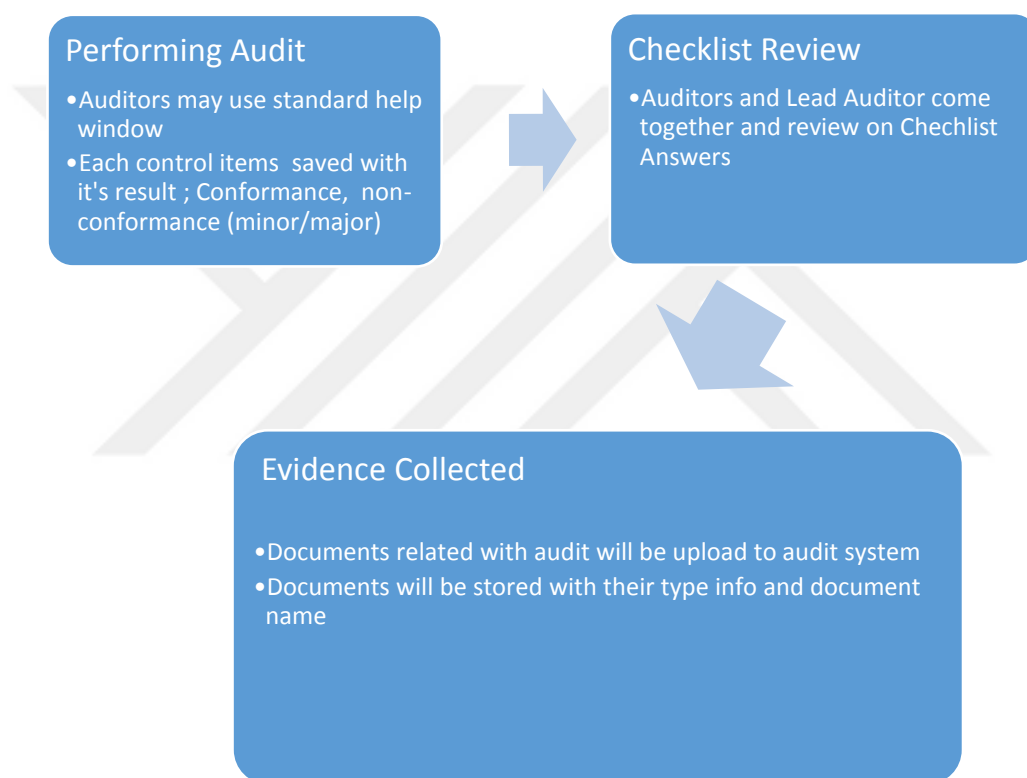 Performing Audit
•Auditors may use standard help
window
•Each control items  saved with
it's result ; Conformance,  non-
conformance (minor/major)
Checklist Review
•Auditors and Lead Auditor come
together and review on Chechlist
Answers
Evidence Collected
•Documents related with audit will be upload to audit system
•Documents will be stored with their type info and document
name